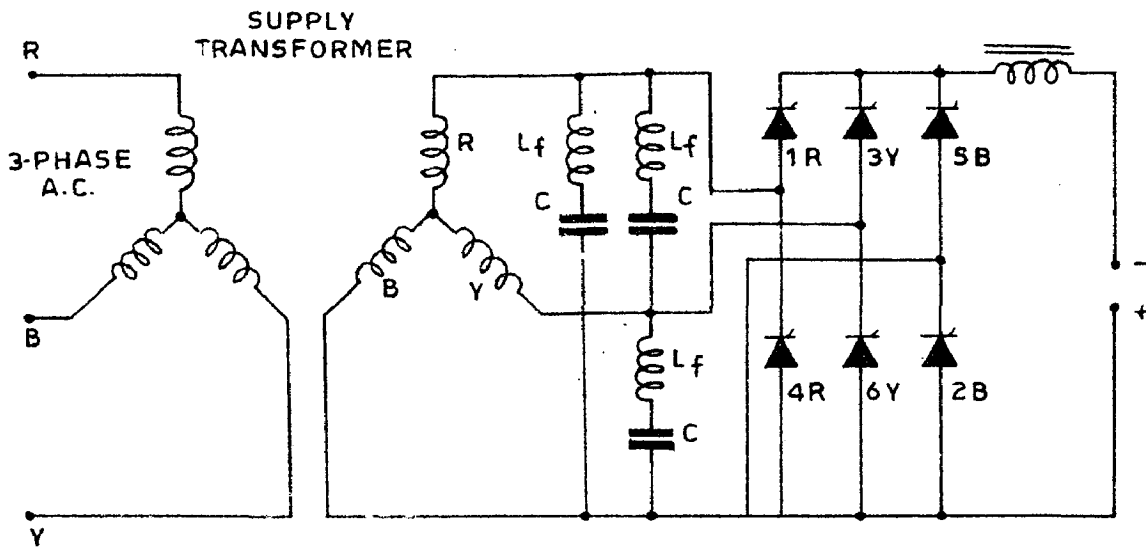 SUPPLY
TRANSFORMER
R
3-PHASE
A.C.
B
Y
R
B
Y
Lf
C
Lf
C
Lf
C
1R
3Y
5B
4R
6Y
2B
-
+